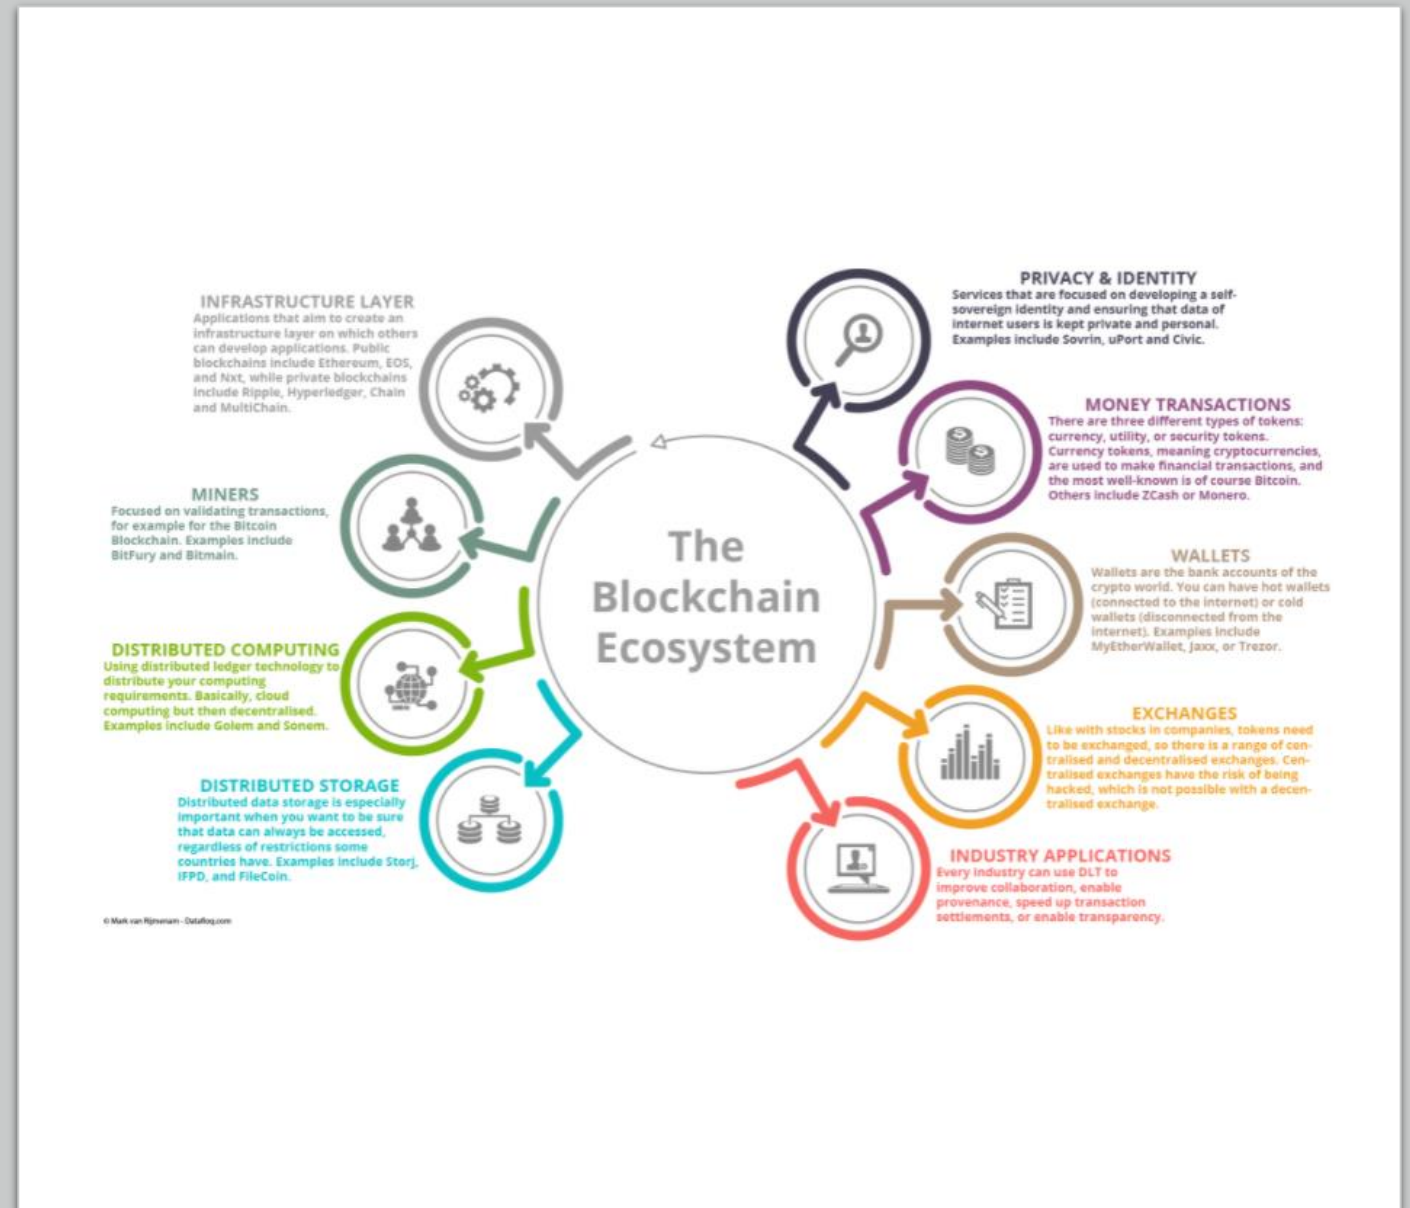 INFRASTRUCTURE LAYER
Applications that aim to create an
infrastructure layer on which others
can develop applications. Public
blockchains include Ethereum, EOS,
and Nxt, while private blockchains
include Ripple, Hyperledger, Chain
and MultiChain.
MINERS
Focused on validating transactions,
for example for the Bitcoin
Blockchain. Examples include
BitFury and Bitmain.
DISTRIBUTED COMPUTING
Using distributed ledger technology to
distribute your computing
requirements. Basically, cloud
computing but then decentralised.
Examples include Golem and Sonem.
DISTRIBUTED STORAGE
Distributed data storage is especially
important when you want to be sure
that data can always be accessed,
regardless of restrictions some
countries have. Examples include Storj,
IFPD, and FileCoin.
© Mark van Rijmenam - Datafloq.com
The
Blockchain
Ecosystem
PRIVACY & IDENTITY
Services that are focused on developing a self-
sovereign identity and ensuring that data of
internet users is kept private and personal.
Examples include Sovrin, uPort and Civic.
MONEY TRANSACTIONS
There are three different types of tokens:
currency, utility, or security tokens.
Currency tokens, meaning cryptocurrencies,
are used to make financial transactions, and
the most well-known is of course Bitcoin.
Others include ZCash or Monero.
WALLETS
Wallets are the bank accounts of the
crypto world. You can have hot wallets
(connected to the internet) or cold
wallets (disconnected from the
internet). Examples include
MyEtherWallet, Jaxx, or Trezor.
EXCHANGES
Like with stocks in companies, tokens need
to be exchanged, so there is a range of cen-
tralised and decentralised exchanges. Cen-
tralised exchanges have the risk of being
hacked, which is not possible with a decen-
tralised exchange.
INDUSTRY APPLICATIONS
Every industry can use DLT to
improve collaboration, enable
provenance, speed up transaction
settlements, or enable transparency.